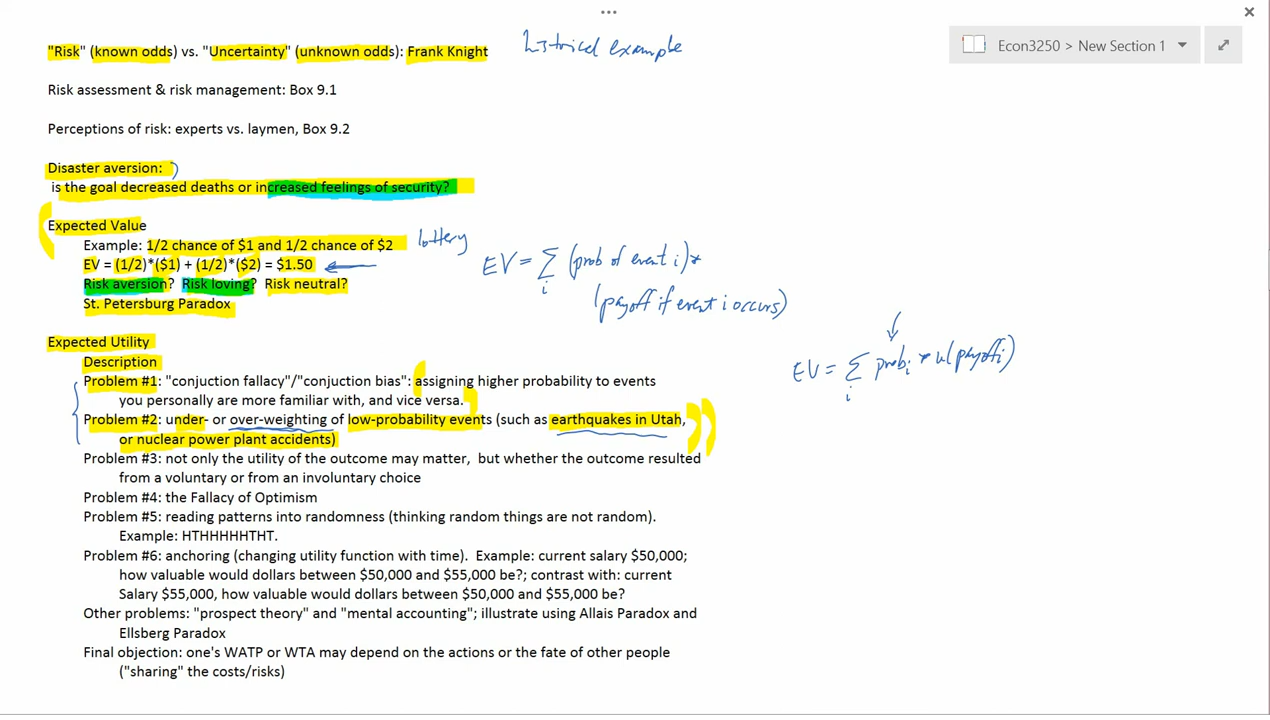 "Risk" (known odds) vs. "Uncertainty" (unknown odds): Frank Knight
historical example
Econ3250 > New Section 1
Risk assessment & risk management: Box 9.1
Perceptions of risk: experts vs. laymen, Box 9.2
Disaster aversion:
is the goal decreased deaths or increased feelings of security?
Expected Value
Example: 1/2 chance of $1 and 1/2 chance of $2
lottery
EV = (1/2)*($1) + (1/2)*($2) = $1.50
Risk aversion? Risk loving? Risk neutral?
St. Petersburg Paradox
EV = ∑i (prob of event i)*
(payoff if event i occurs)
Expected Utility
Description
EV = ∑i probi * u(payoffi)
Problem #1: "conjuction fallacy"/"conjuction bias": assigning higher probability to events
you personally are more familiar with, and vice versa.
Problem #2: under- or over-weighting of low-probability events (such as earthquakes in Utah,
or nuclear power plant accidents)
Problem #3: not only the utility of the outcome may matter, but whether the outcome resulted
from a voluntary or from an involuntary choice
Problem #4: the Fallacy of Optimism
Problem #5: reading patterns into randomness (thinking random things are not random).
Example: HTHHHHHTHT.
Problem #6: anchoring (changing utility function with time). Example: current salary $50,000;
how valuable would dollars between $50,000 and $55,000 be?; contrast with: current
Salary $55,000, how valuable would dollars between $50,000 and $55,000 be?
Other problems: "prospect theory" and "mental accounting"; illustrate using Allais Paradox and
Ellsberg Paradox
Final objection: one's WATP or WTA may depend on the actions or the fate of other people
("sharing" the costs/risks)